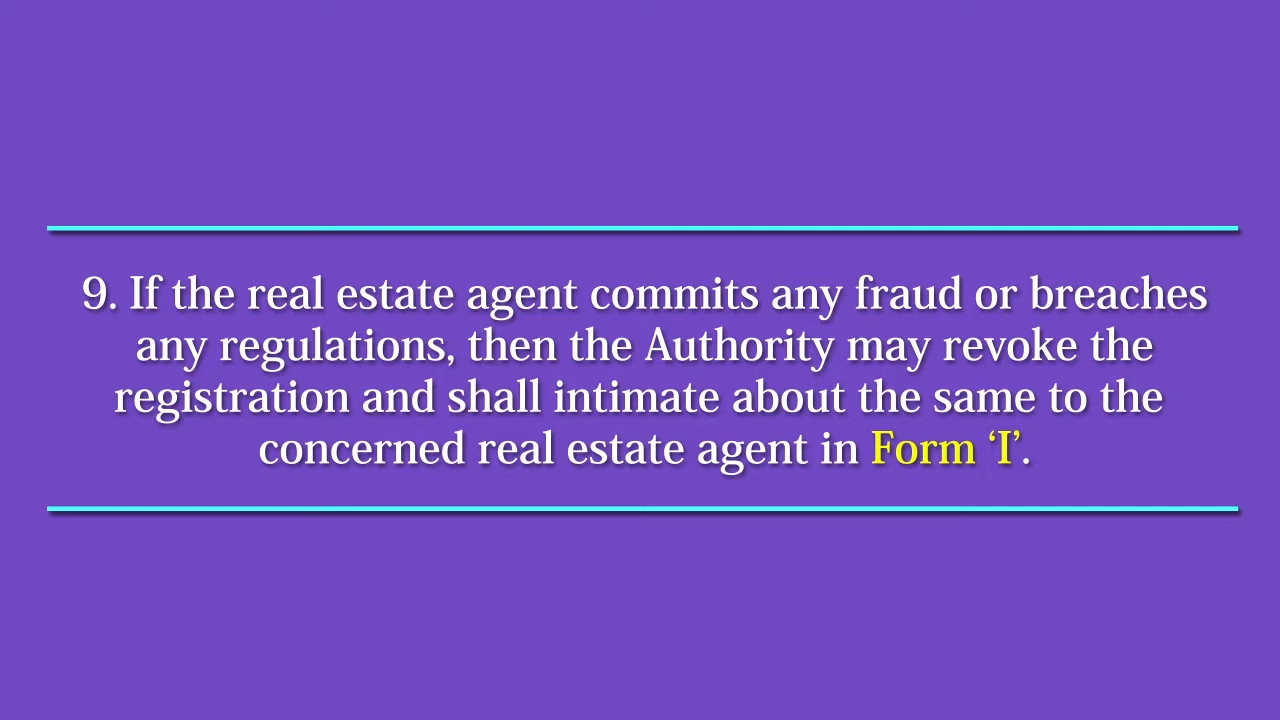 9. If the real estate agent commits any fraud or breaches
any regulations, then the Authority may revoke the
registration and shall intimate about the same to the
concerned real estate agent in Form ‘I’.